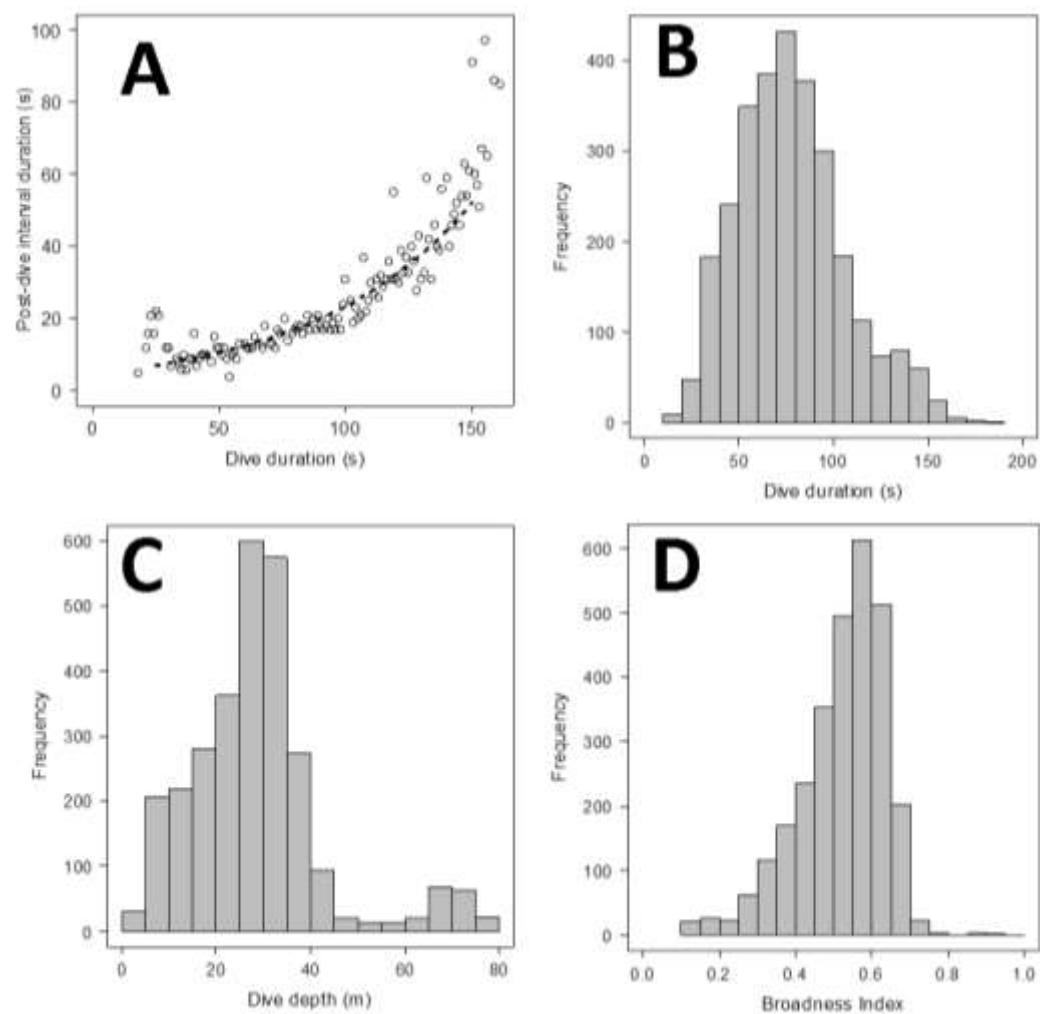 A
Post-dive interval duration (s)
100
80
60
40
20
0
0 50 100 150
Dive duration (s)
B
Frequency
400
300
200
100
0
0 50 100 150 200
Dive duration (s)
C
Frequency
600
500
400
300
200
100
0
0 20 40 60 80
Dive depth (m)
D
Frequency
600
500
400
300
200
100
0
0.0 0.2 0.4 0.6 0.8 1.0
Broadness Index